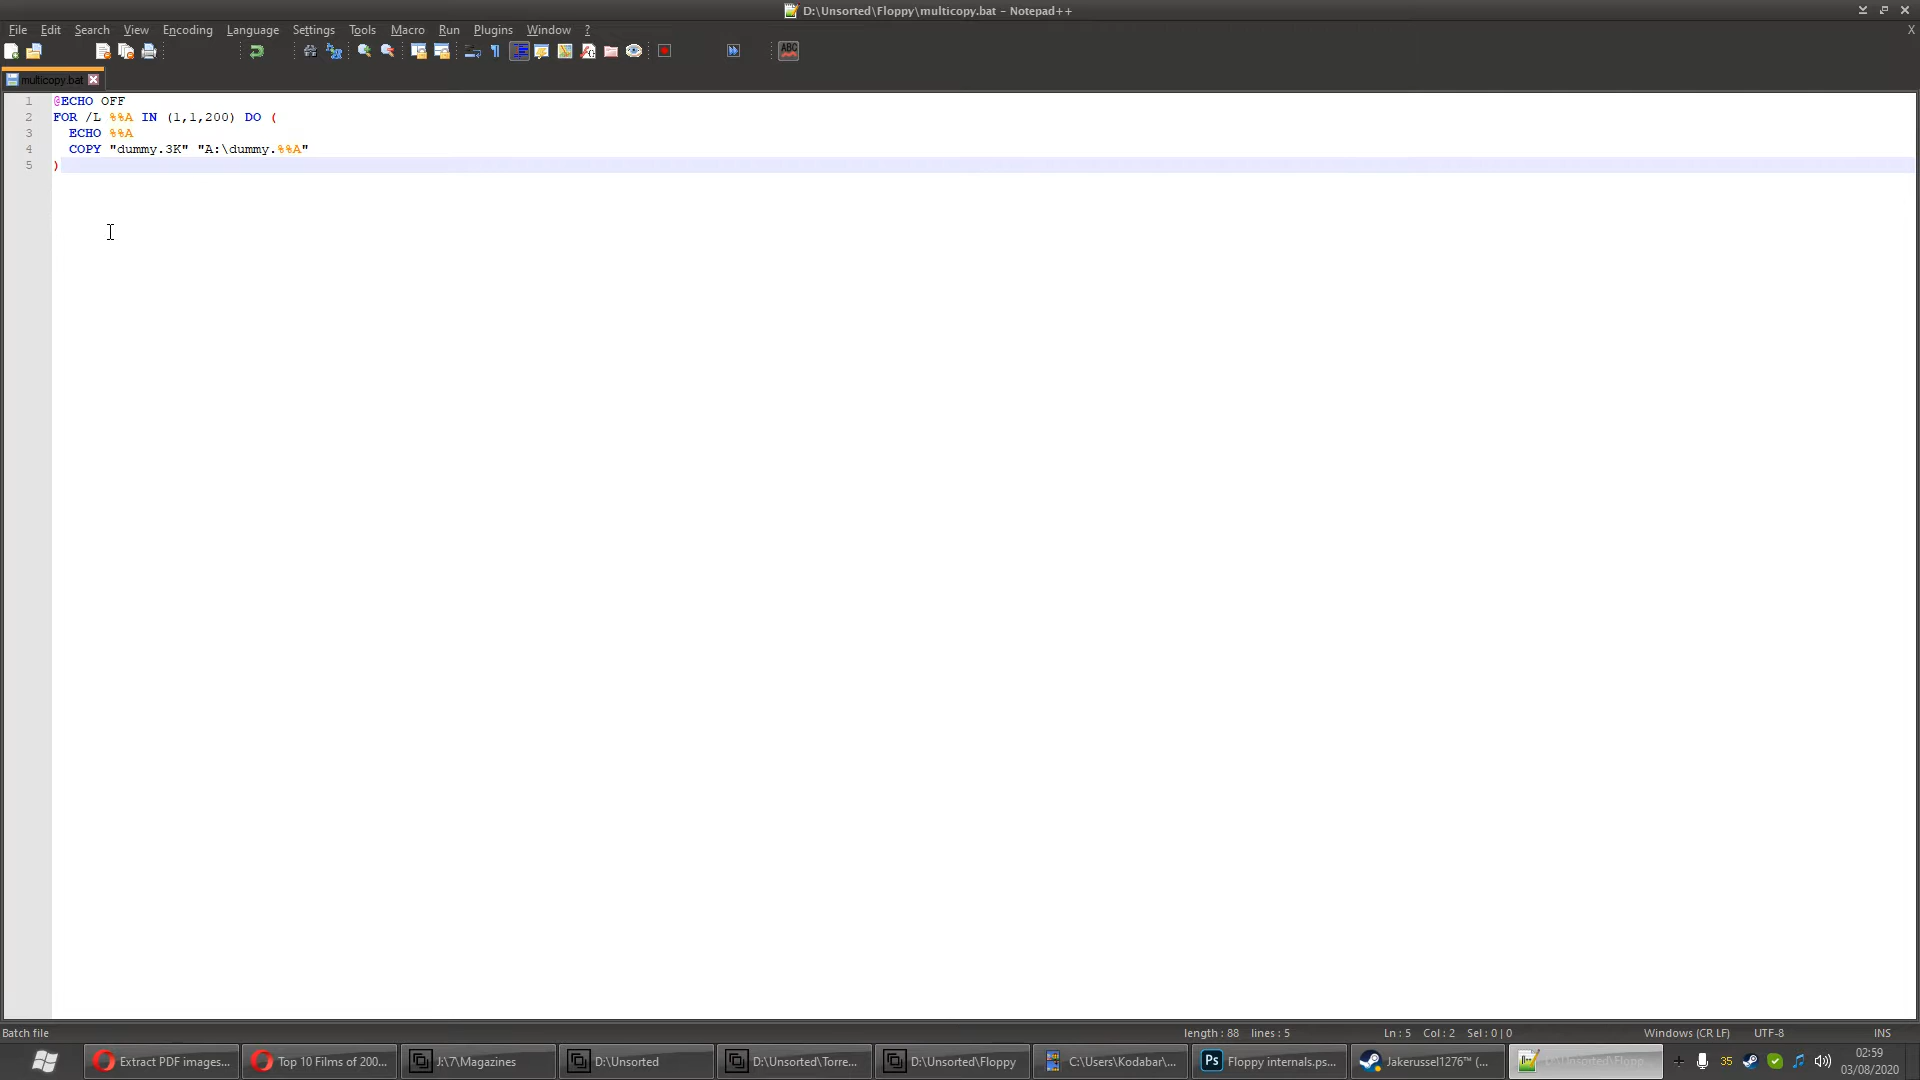 D:\Unsorted\Floppy\multicopy.bat - Notepad++
File Edit Search View Encoding Language Settings Tools Macro Run Plugins Window ? X
ABC
multicopy.bat
1 @ECHO OFF
2 FOR /L %%A IN (1,1,200) DO (
3 ECHO %%A
4 COPY "dummy.3K" "A:\dummy.%%A"
5 )
Batch file length : 88 lines : 5 Ln : 5 Col : 2 Sel : 0 | 0 Windows (CR LF) UTF-8 INS
Extract PDF images... Top 10 Films of 200... J:\7\Magazines D:\Unsorted D:\Unsorted\Torre... D:\Unsorted\Floppy C:\Users\Kodabar\... Ps Floppy internals.ps... Jakerussel1276™ (... D:\Unsorted\Flopp 35 02:59
03/08/2020